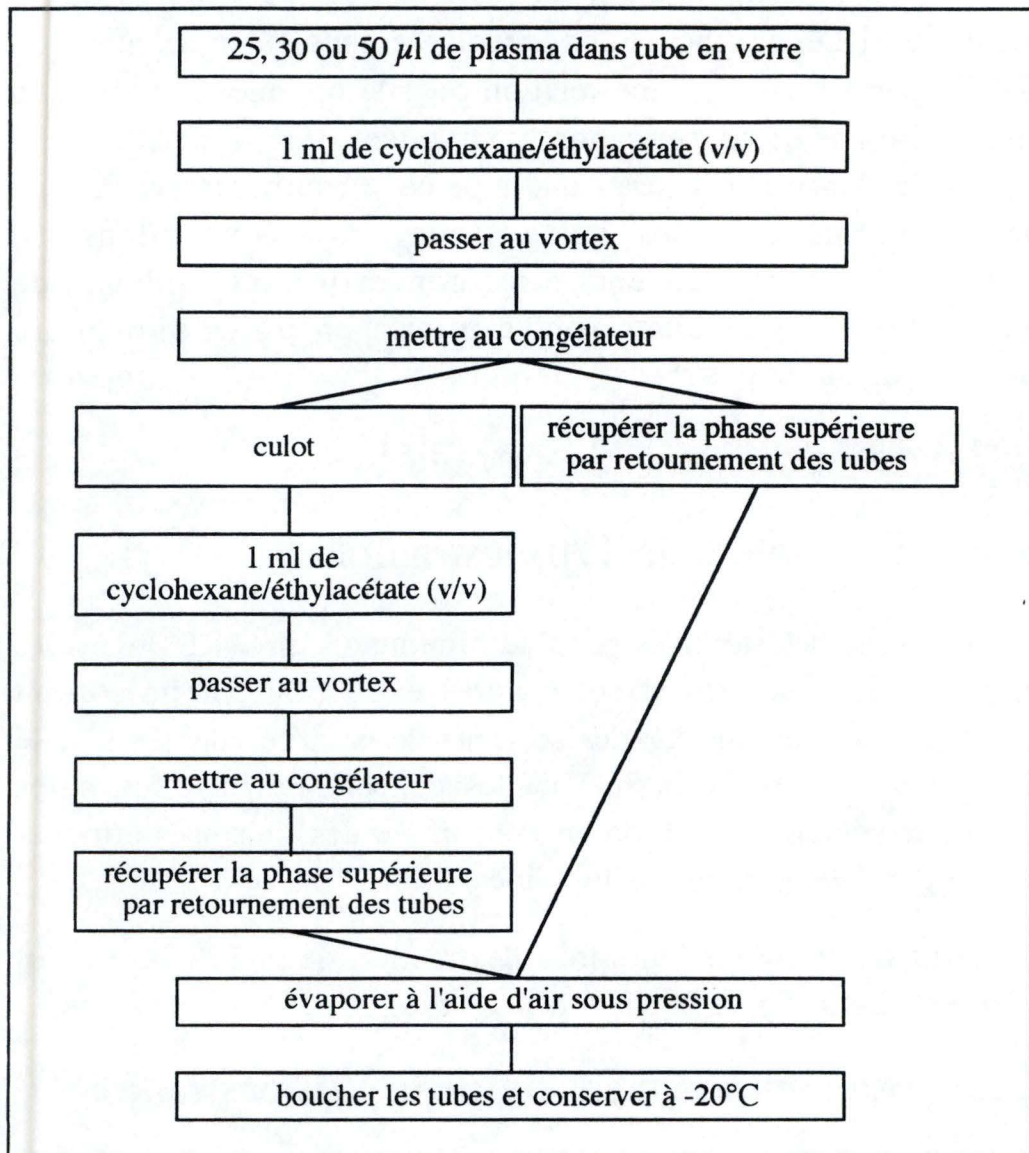 25, 30 ou 50 µl de plasma dans tube en verre
1 ml de cyclohexane/éthylacétate (v/v)
passer au vortex
mettre au congélateur
culot
récupérer la phase supérieure
par retournement des tubes
1 ml de
cyclohexane/éthylacétate (v/v)
passer au vortex
mettre au congélateur
récupérer la phase supérieure
par retournement des tubes
évaporer à l'aide d'air sous pression
boucher les tubes et conserver à -20°C